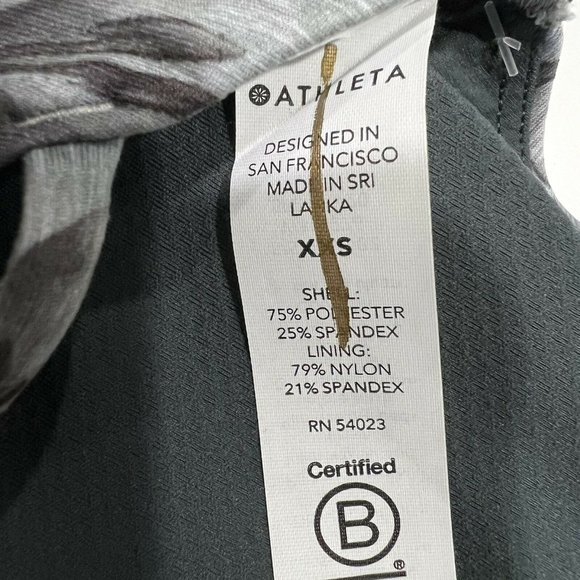 ATHLETA
DESIGNED IN
SAN FRANCISCO
MADE IN SRI
LANKA
XXS
SHELL:
75% POLYESTER
25% SPANDEX
LINING:
79% NYLON
21% SPANDEX
RN 54023
Certified
B
®